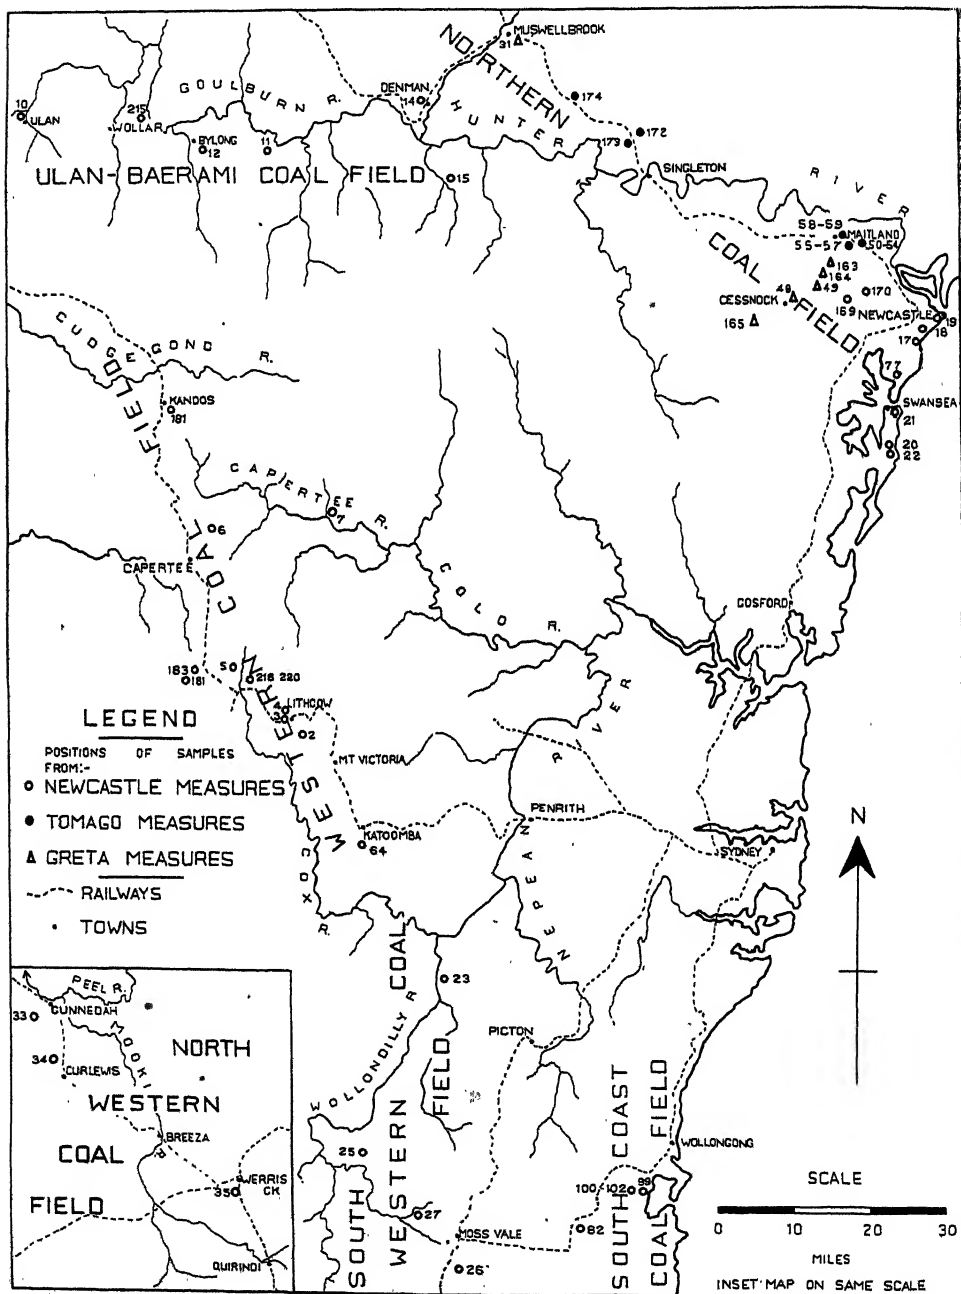 MUSWELLBROOK
31
NORTHERN
174
GOULBURN R.
DENMAN
14
HUNTER
10
ULAN
215
WOLLAR
BYLONG
12
11
172
173
SINGLETON
RIVER
ULAN-BAERAMI COAL FIELD
15
58-59
MAITLAND
55-57
50-54
COAL
163
164
48
49
170
CESSNOCK
169
165
FIELD
NEWCASTLE
19
18
17
77
CUDGEGONG R.
FIELD
KANDOS
181
SWANSEA
21
20
22
CAPERTEE R.
7
6
CAPERTEE
COAL
COLO R.
GOSFORD
183
181
5
216 220
LITHGOW
4
2
MT VICTORIA
WESTERN
RIVER
PENRITH
KATOOMBA
64
COX
R.
NEPEAN
SYDNEY
N
LEGEND
POSITIONS OF SAMPLES
FROM:-
NEWCASTLE MEASURES
TOMAGO MEASURES
GRETA MEASURES
RAILWAYS
TOWNS
PEEL R.
GUNNEDAH
33
MOOKI
R.
34
CURLEWIS
NORTH
WESTERN
BREEZA
COAL
WERRIS
CK
35
FIELD
QUIRINDI
COAL
23
WOLLONDILLY R
PICTON
FIELD
WESTERN
SOUTH
25
27
MOSS VALE
26
SOUTH COAST
COAL FIELD
WOLLONGONG
100-102
99
82
SCALE
0 10 20 30
MILES
INSET MAP ON SAME SCALE